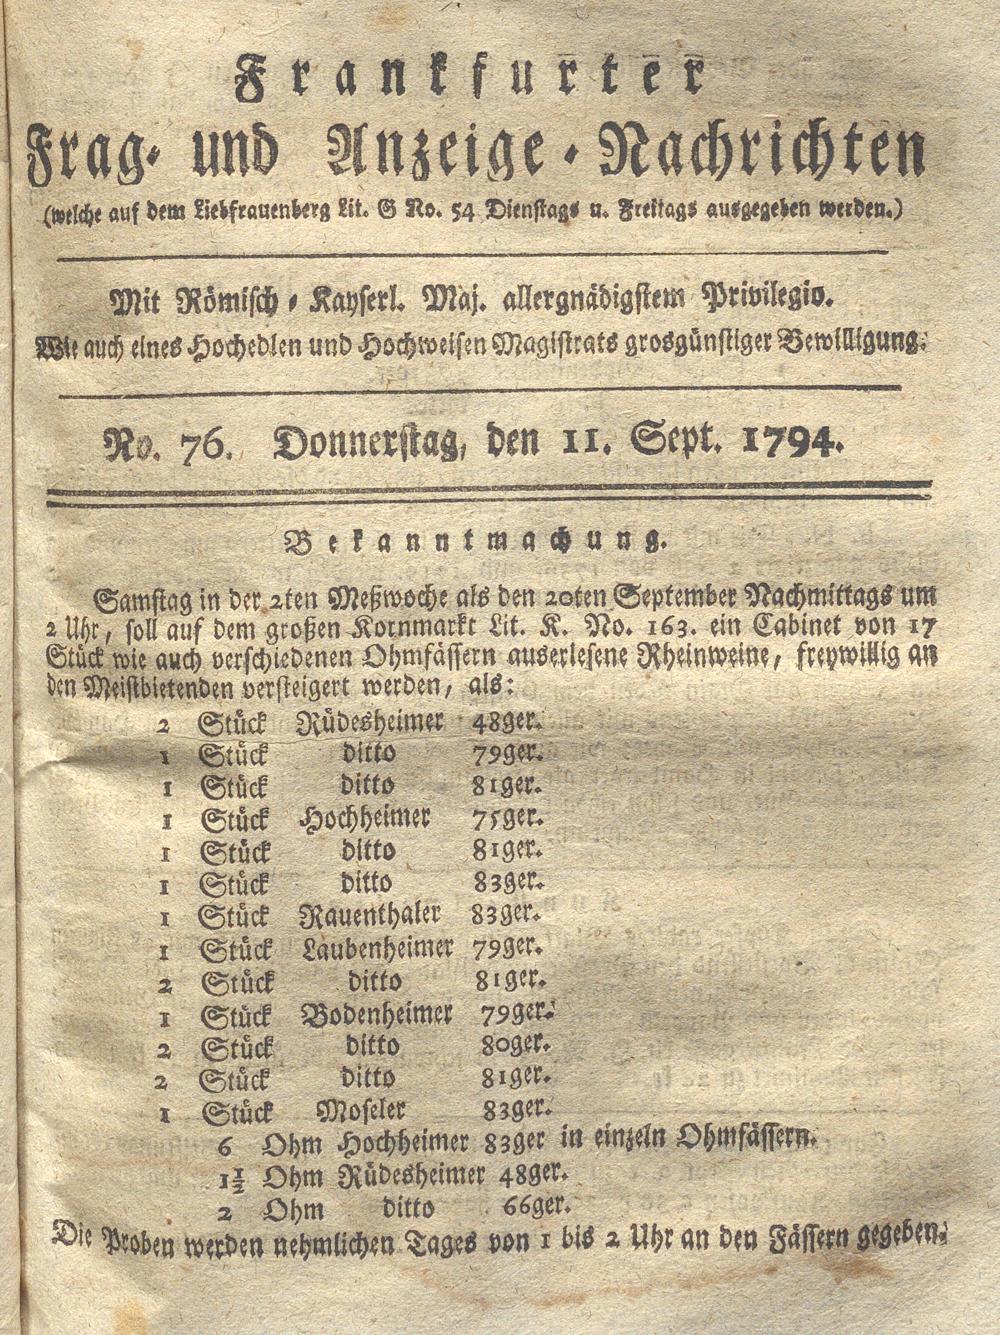 Frankfurter
Frag- und Anzeige-Nachrichten
(welche auf dem Liebfrauenberg Lit. G No. 54 Dienstags u. Freitags ausgegeben werden.)
Mit Römisch-Kayserl. Maj. allergnädigstem Privilegio.
Wie auch eines Hochedlen und Hochweisen Magistrats grosgünstiger Bewilligung.
No. 76. Donnerstag, den 11. Sept. 1794.
Bekanntmachung.
Samstag in der 2ten Meßwoche als den 20ten September Nachmittags um
2 Uhr, soll auf dem großen Kornmarkt Lit. K. No. 163. ein Cabinet von 17
Stück wie auch verschiedenen Ohmfässern auserlesene Rheinweine, freywillig an
den Meistbietenden versteigert werden, als:
2 Stück Rüdesheimer 48ger.
1 Stück ditto 79ger.
1 Stück ditto 81ger.
1 Stück Hochheimer 75ger.
1 Stück ditto 81ger.
1 Stück ditto 83ger.
1 Stück Rauenthaler 83ger.
1 Stück Laubenheimer 79ger.
2 Stück ditto 81ger.
1 Stück Bodenheimer 79ger.
2 Stück ditto 80ger.
2 Stück ditto 81ger.
1 Stück Moseler 83ger.
6 Ohm Hochheimer 83ger in einzeln Ohmfässern.
1½ Ohm Rüdesheimer 48ger.
2 Ohm ditto 66ger.
Die Proben werden nehmlichen Tages von 1 bis 2 Uhr an den Fässern gegeben.